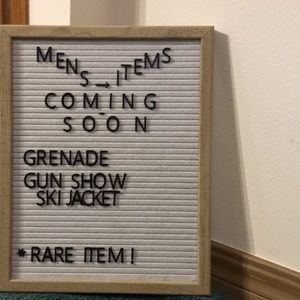 MENS → ITEMS
COMING
SOON
GRENADE
GUN SHOW
SKI JACKET
* RARE ITEM!